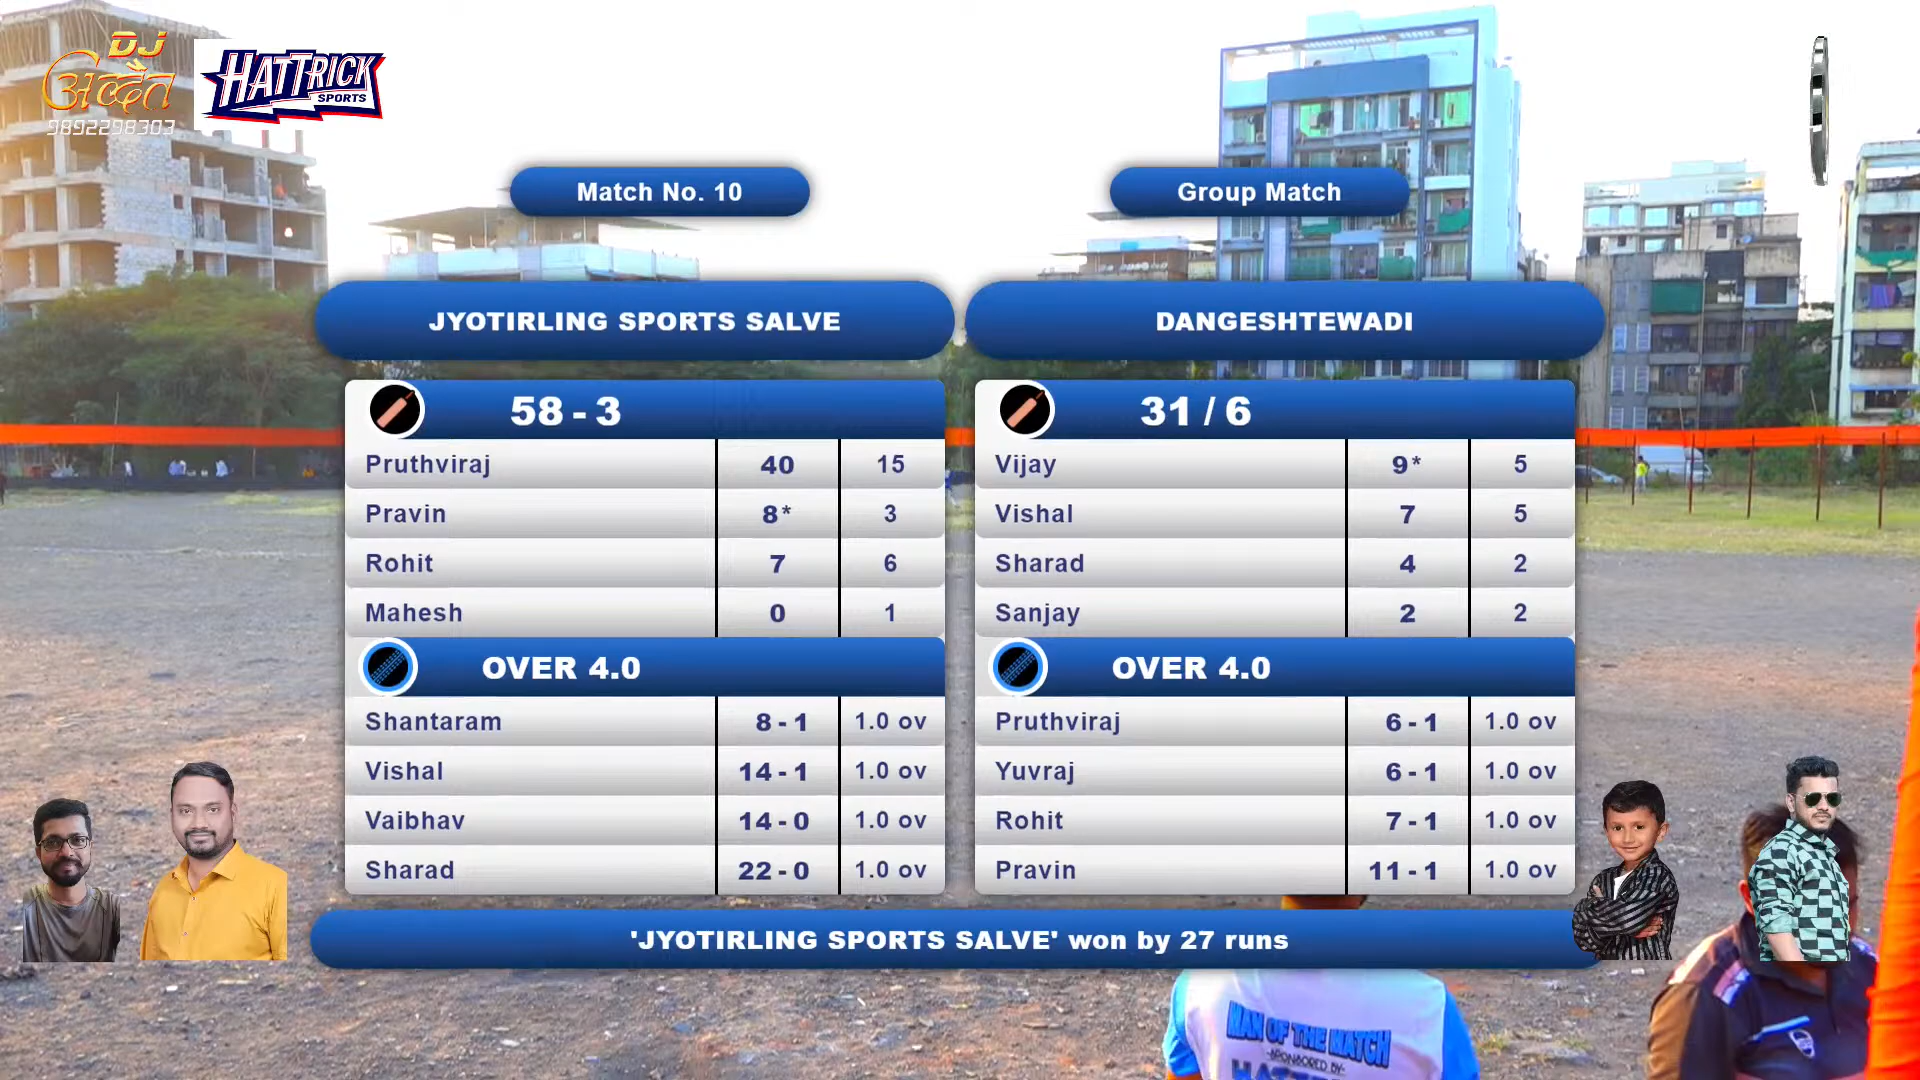 DJ
अद्वैत
9892298303
HATTRICK
SPORTS
Match No. 10
Group Match
JYOTIRLING SPORTS SALVE
58 - 3
Pruthviraj 40 15
Pravin 8* 3
Rohit 7 6
Mahesh 0 1
OVER 4.0
Shantaram 8 - 1 1.0 ov
Vishal 14 - 1 1.0 ov
Vaibhav 14 - 0 1.0 ov
Sharad 22 - 0 1.0 ov
DANGESHTEWADI
31 / 6
Vijay 9* 5
Vishal 7 5
Sharad 4 2
Sanjay 2 2
OVER 4.0
Pruthviraj 6 - 1 1.0 ov
Yuvraj 6 - 1 1.0 ov
Rohit 7 - 1 1.0 ov
Pravin 11 - 1 1.0 ov
'JYOTIRLING SPORTS SALVE' won by 27 runs
MAN OF THE MATCH
-SPONSORED BY-